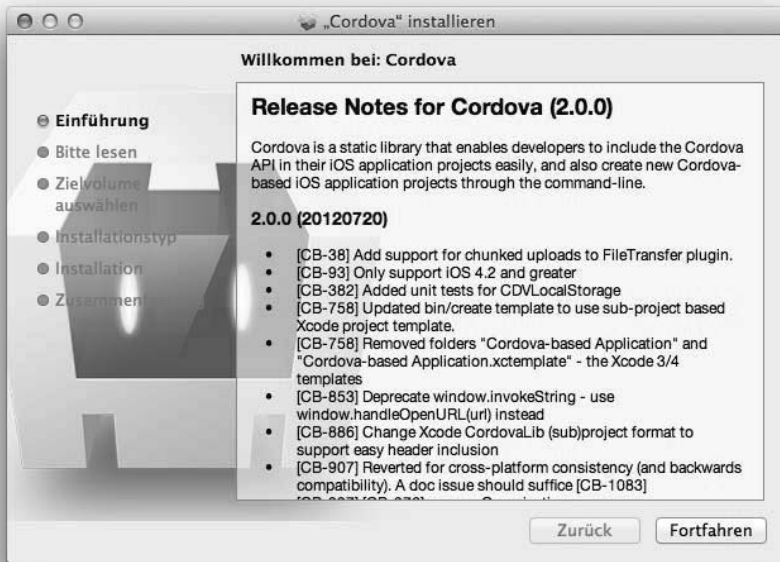 „Cordova“ installieren
Willkommen bei: Cordova
Einführung
Bitte lesen
Zielvolume
auswählen
Installationstyp
Installation
Release Notes for Cordova (2.0.0)
Cordova is a static library that enables developers to include the Cordova
API in their iOS application projects easily, and also create new Cordova-
based iOS application projects through the command-line.
2.0.0 (20120720)
• [CB-38] Add support for chunked uploads to FileTransfer plugin.
• [CB-93] Only support iOS 4.2 and greater
• [CB-382] Added unit tests for CDVLocalStorage
• [CB-758] Updated bin/create template to use sub-project based
Xcode project template.
• [CB-758] Removed folders "Cordova-based Application" and
"Cordova-based Application.xctemplate" - the Xcode 3/4
templates
• [CB-853] Deprecate window.invokeString - use
window.handleOpenURL(url) instead
• [CB-886] Change Xcode CordovaLib (sub)project format to
support easy header inclusion
• [CB-907] Reverted for cross-platform consistency (and backwards
compatibility). A doc issue should suffice [CB-1083]
Zurück
Fortfahren